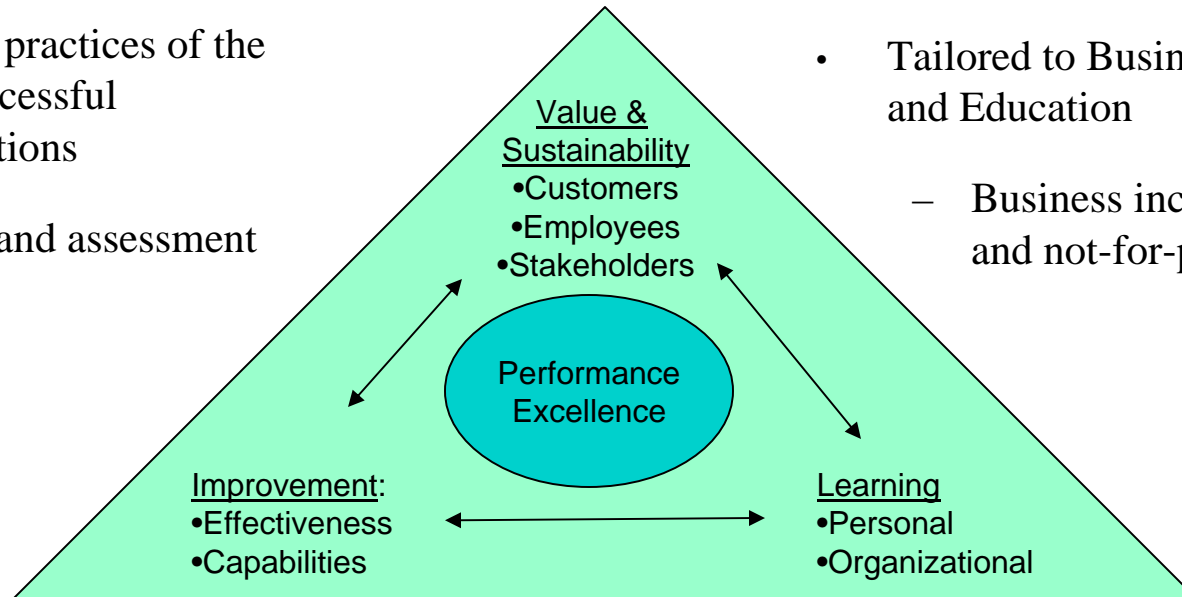 practices of the
cessful
tions
and assessment
• Tailored to Busin
and Education
– Business inc
and not-for-p
Value &
Sustainability
•Customers
•Employees
•Stakeholders
Performance
Excellence
Improvement:
•Effectiveness
•Capabilities
Learning
•Personal
•Organizational